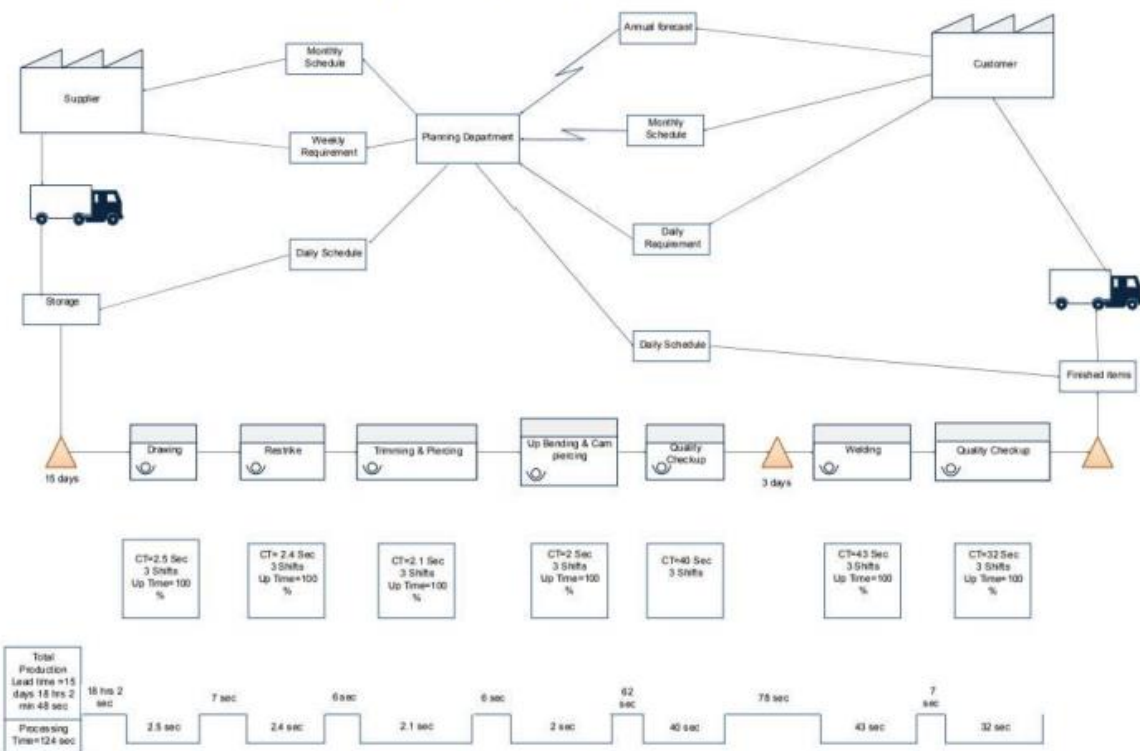 Annual forecast
Monthly
Schedule
Customer
Supplier
Monthly
Schedule
Planning Department
Weekly
Requirement
Daily
Requirement
Daily Schedule
Storage
Daily Schedule
Finished items
Drawing
Restrike
Trimming & Piercing
Up Bending & Cam
piercing
Quality
Checkup
Welding
Quality Checkup
15 days
3 days
CT=2.5 Sec
3 Shifts
Up Time=100
%
CT= 2.4 Sec
3 Shifts
Up Time=100
%
CT=2.1 Sec
3 Shifts
Up Time=100
%
CT=2 Sec
3 Shifts
Up Time=100
%
CT=40 Sec
3 Shifts
CT=43 Sec
3 Shifts
Up Time=100
%
CT=32 Sec
3 Shifts
Up Time=100
%
Total
Production
Lead time =15
days 18 hrs 2
min 48 sec
Processing
Time=124 sec
18 hrs 2
sec
2.5 sec
7 sec
2.4 sec
6 sec
2.1 sec
6 sec
2 sec
62
sec
40 sec
78 sec
43 sec
7
sec
32 sec